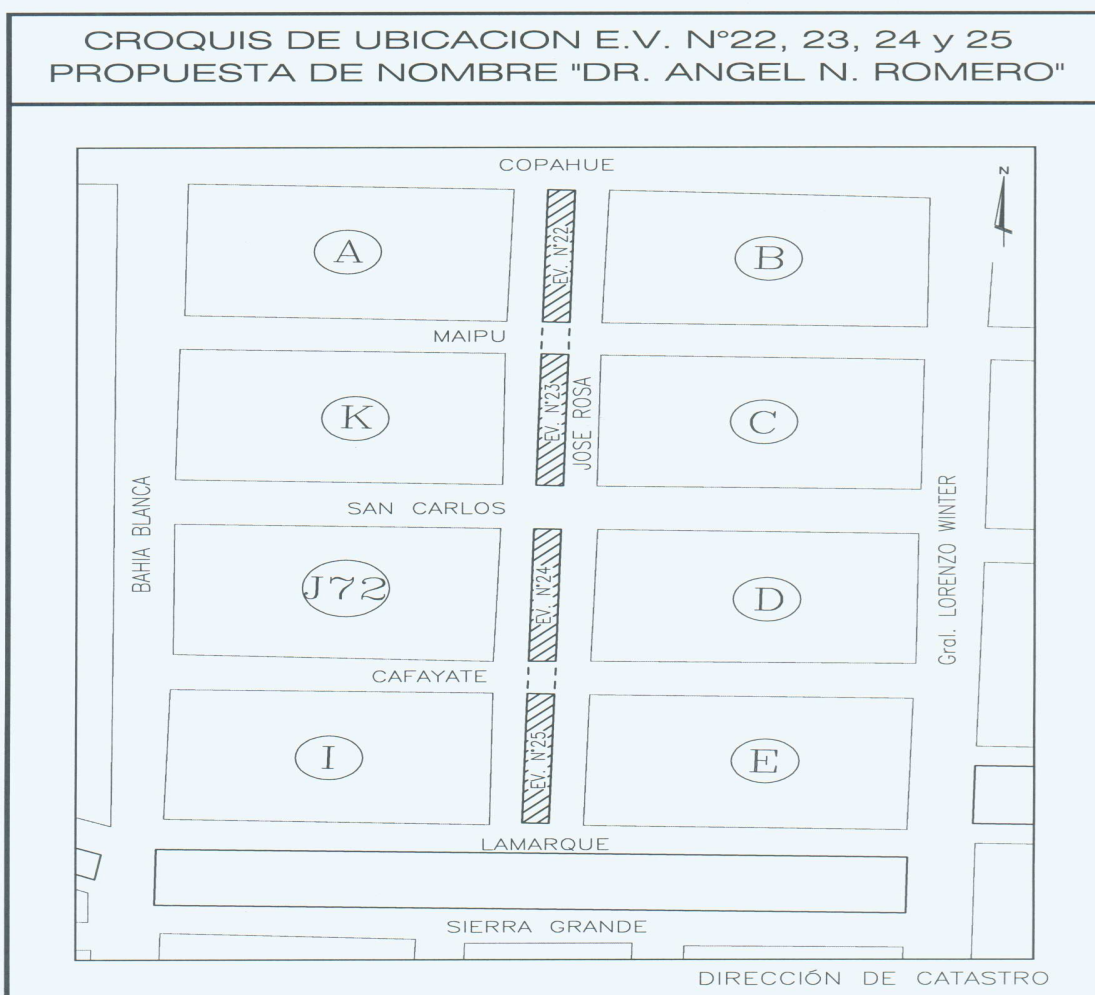 CROQUIS DE UBICACION E.V. N°22, 23, 24 y 25
PROPUESTA DE NOMBRE "DR. ANGEL N. ROMERO"
COPAHUE
N
A
EV. N°22
B
MAIPU
K
EV. N°23
JOSE ROSA
C
BAHIA BLANCA
SAN CARLOS
Gral. LORENZO WINTER
J72
EV. N°24
D
CAFAYATE
I
EV. N°25
E
LAMARQUE
SIERRA GRANDE
DIRECCIÓN DE CATASTRO